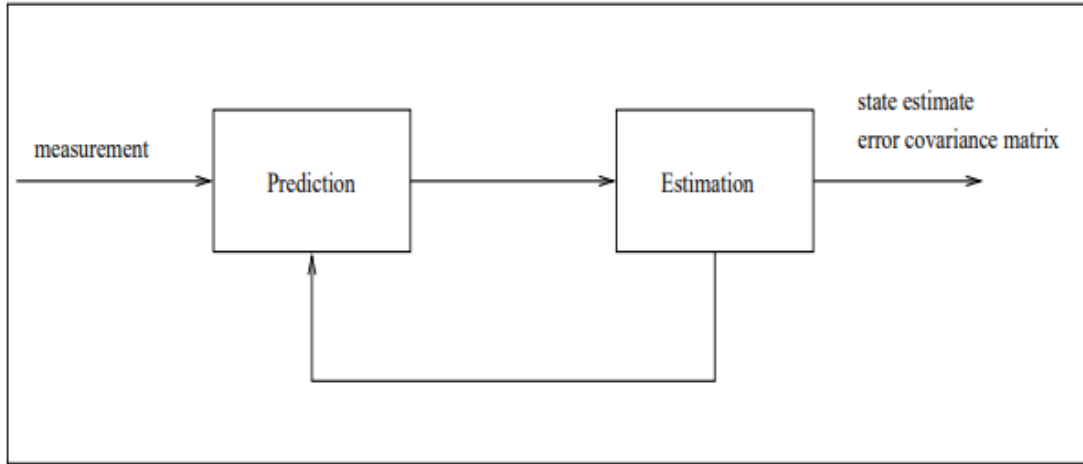 measurement
Prediction
Estimation
state estimate
error covariance matrix